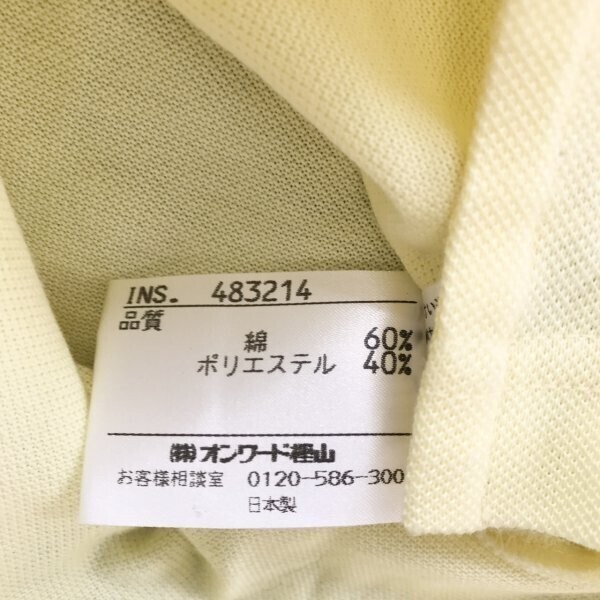 INS. 483214
品質
綿 60%
ポリエステル 40%
㈱オンワード樫山
お客様相談室 0120-586-300
日本製